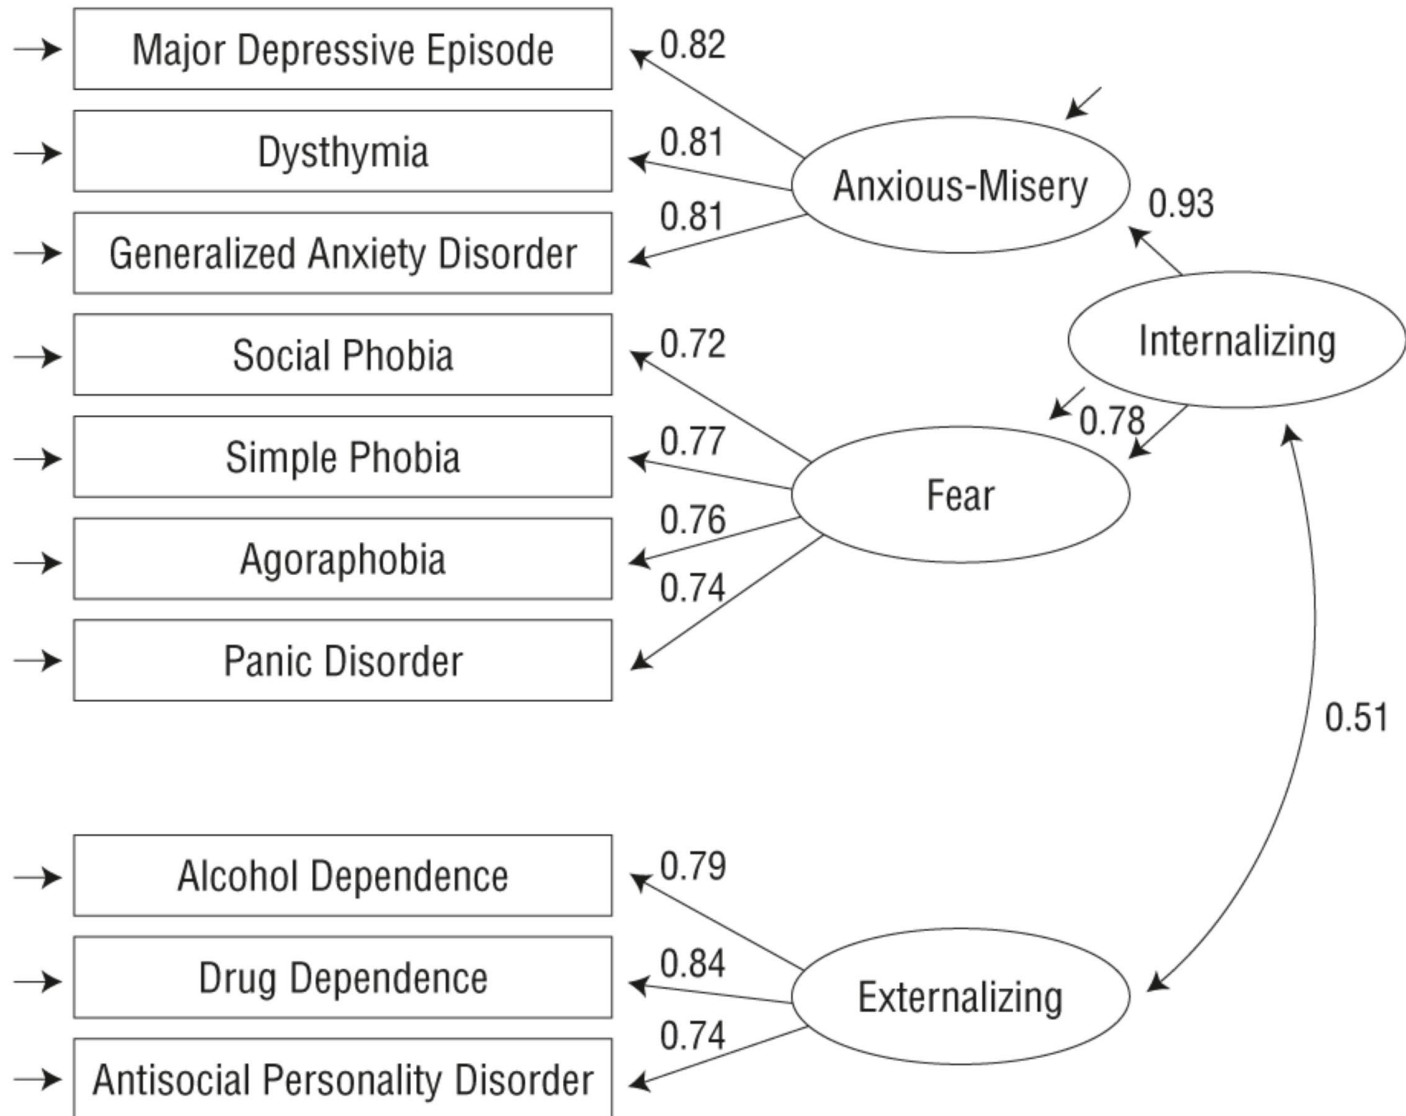 Major Depressive Episode
0.82
Dysthymia
0.81
Anxious-Misery
Generalized Anxiety Disorder
0.81
0.93
Social Phobia
0.72
Internalizing
Simple Phobia
0.77
0.78
Fear
Agoraphobia
0.76
Panic Disorder
0.74
0.51
Alcohol Dependence
0.79
Drug Dependence
0.84
Externalizing
Antisocial Personality Disorder
0.74